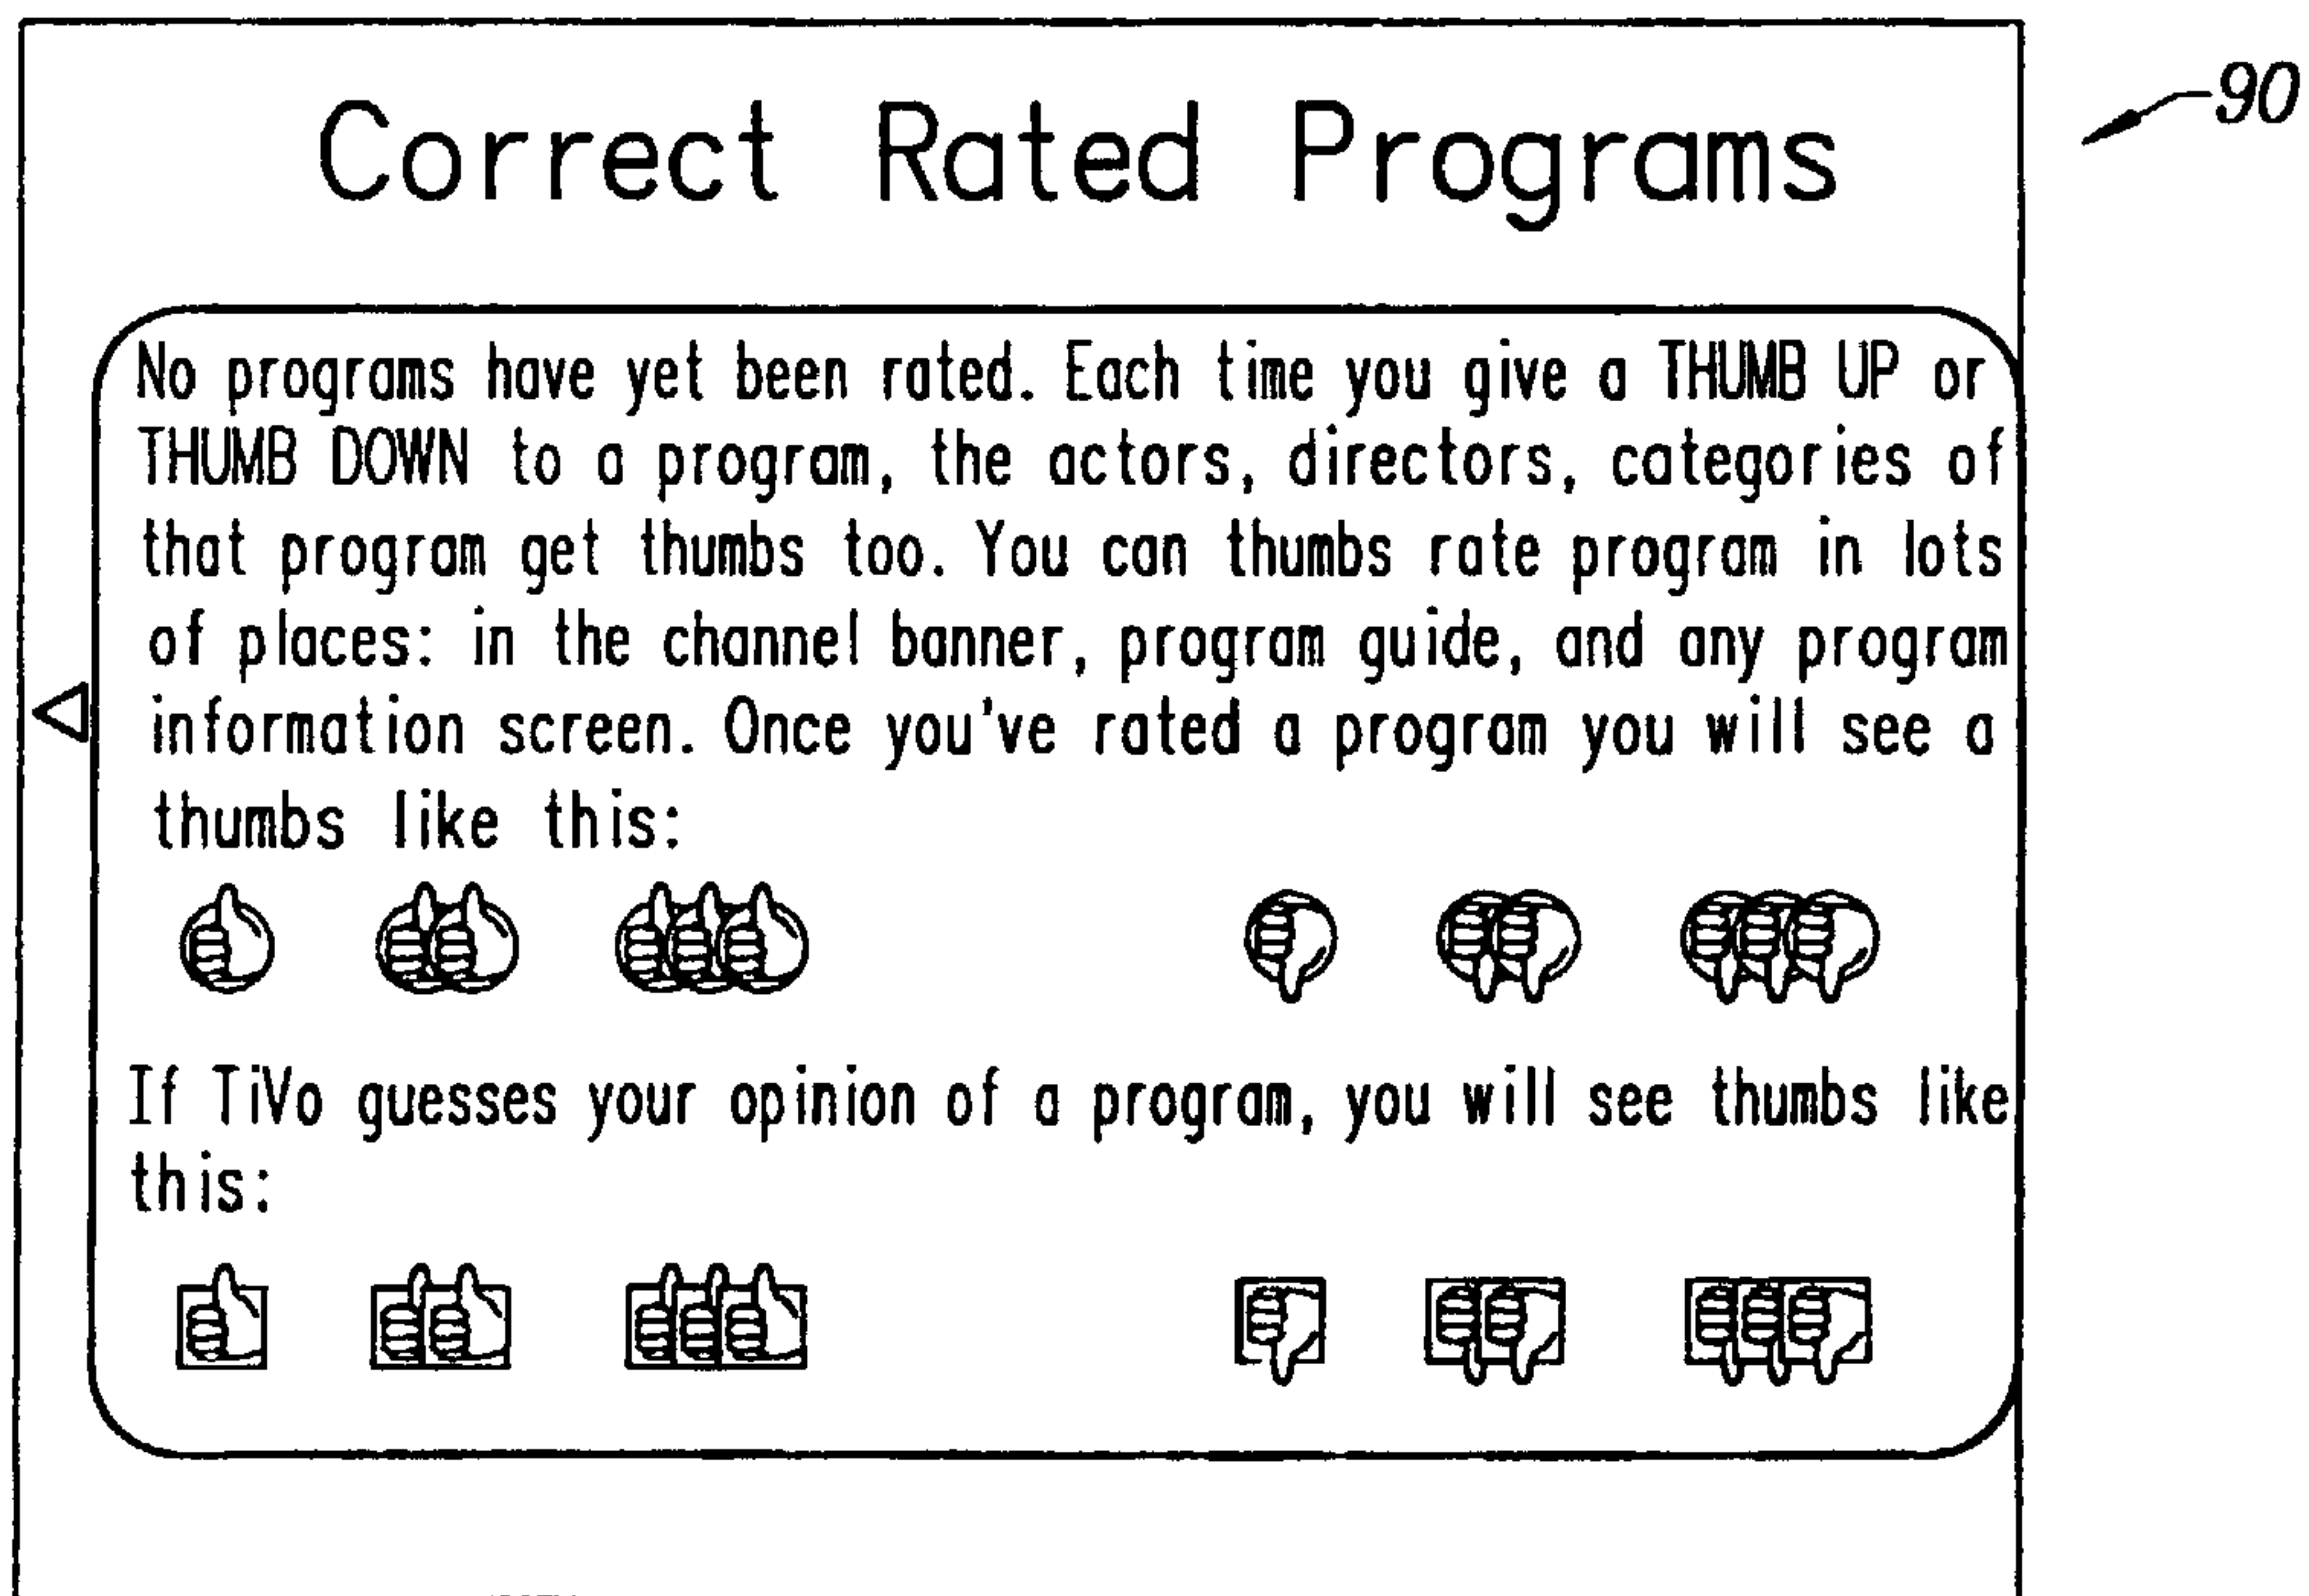 Correct Rated Programs
90
No programs have yet been rated. Each time you give a THUMB UP or
THUMB DOWN to a program, the actors, directors, categories of
that program get thumbs too. You can thumbs rate program in lots
of places: in the channel banner, program guide, and any program
information screen. Once you've rated a program you will see a
thumbs like this:
If TiVo guesses your opinion of a program, you will see thumbs like
this: